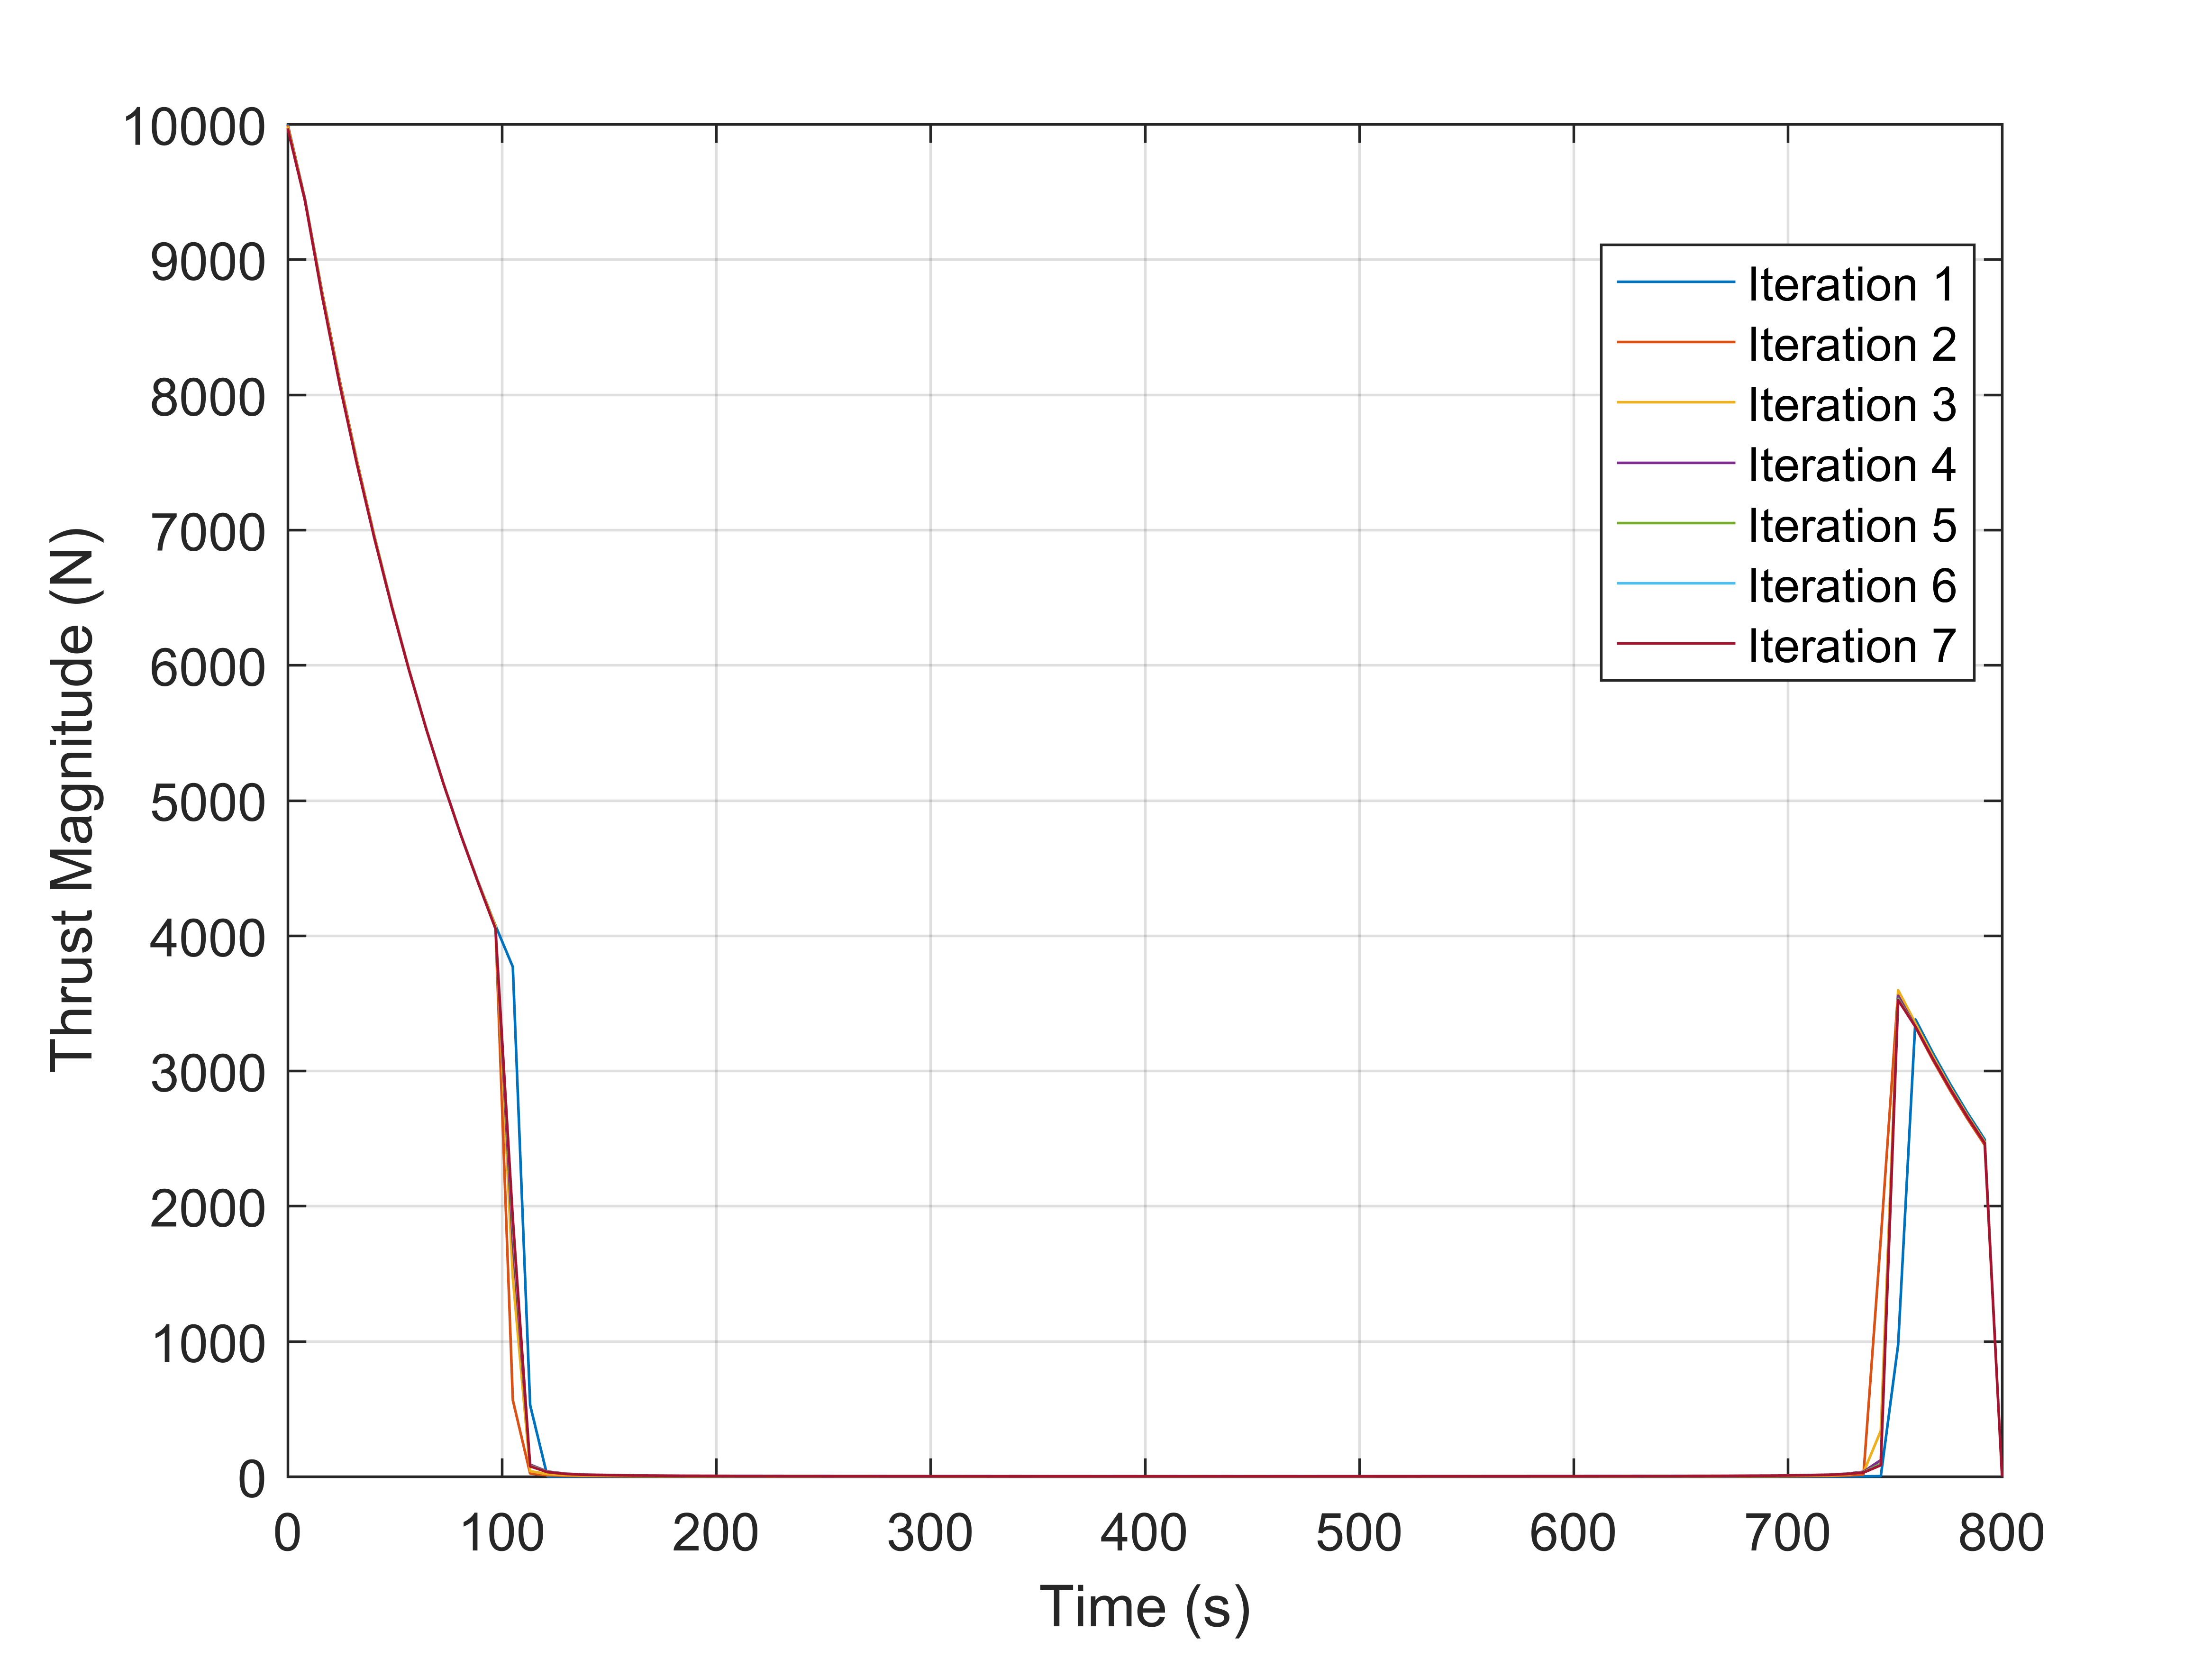 10000
9000
8000
7000
6000
5000
4000
3000
2000
1000
0
Thrust Magnitude (N)
Iteration 1
Iteration 2
Iteration 3
Iteration 4
Iteration 5
Iteration 6
Iteration 7
0 100 200 300 400 500 600 700 800
Time (s)